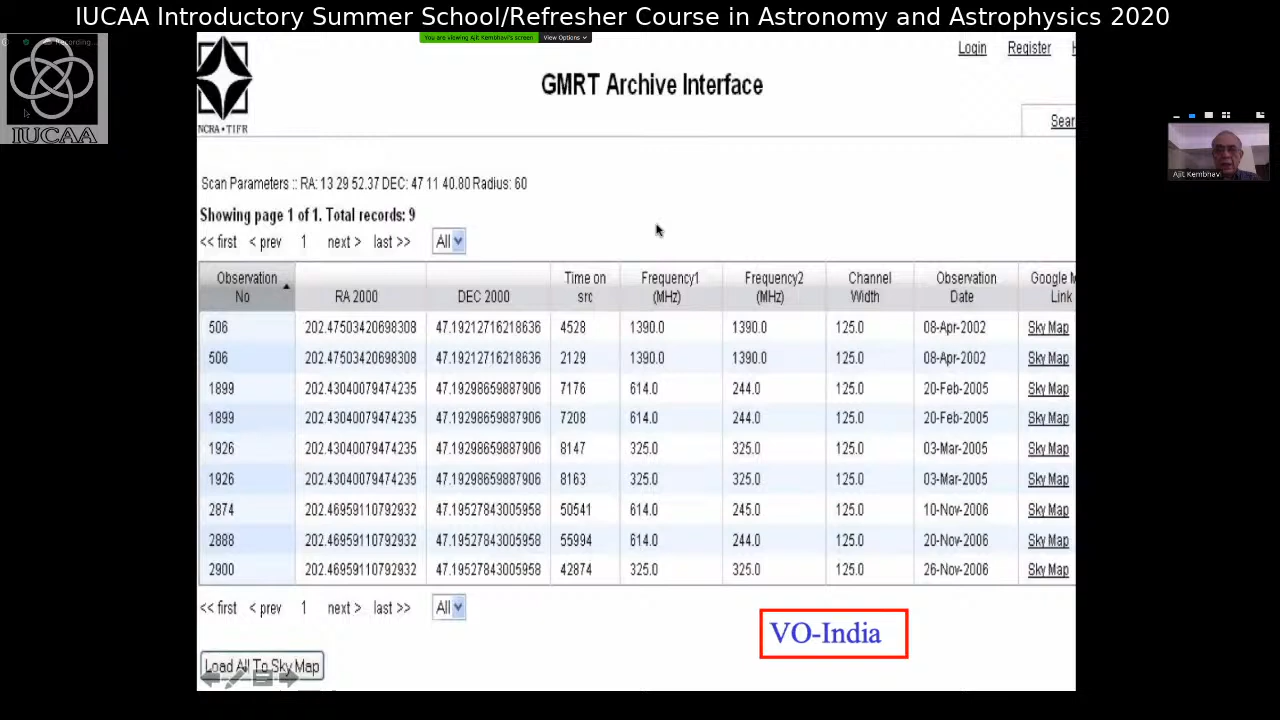 IUCAA Introductory Summer School/Refresher Course in Astronomy and Astrophysics 2020
Recording...
You are viewing Ajit Kembhavi's screen View Options
IUCAA
NCRA • TIFR
Login Register H
GMRT Archive Interface
Sear
Ajit Kembhavi
Scan Parameters :: RA: 13 29 52.37 DEC: 47 11 40.80 Radius: 60
Showing page 1 of 1. Total records: 9
<< first < prev 1 next > last >> All
Observation No RA 2000 DEC 2000 Time on src Frequency1 (MHz) Frequency2 (MHz) Channel Width Observation Date Google M Link
506 202.47503420698308 47.19212716218636 4528 1390.0 1390.0 125.0 08-Apr-2002 Sky Map
506 202.47503420698308 47.19212716218636 2129 1390.0 1390.0 125.0 08-Apr-2002 Sky Map
1899 202.43040079474235 47.19298659887906 7176 614.0 244.0 125.0 20-Feb-2005 Sky Map
1899 202.43040079474235 47.19298659887906 7208 614.0 244.0 125.0 20-Feb-2005 Sky Map
1926 202.43040079474235 47.19298659887906 8147 325.0 325.0 125.0 03-Mar-2005 Sky Map
1926 202.43040079474235 47.19298659887906 8163 325.0 325.0 125.0 03-Mar-2005 Sky Map
2874 202.46959110792932 47.19527843005958 50541 614.0 245.0 125.0 10-Nov-2006 Sky Map
2888 202.46959110792932 47.19527843005958 55994 614.0 244.0 125.0 20-Nov-2006 Sky Map
2900 202.46959110792932 47.19527843005958 42874 325.0 325.0 125.0 26-Nov-2006 Sky Map
<< first < prev 1 next > last >> All
VO-India
Load All To Sky Map